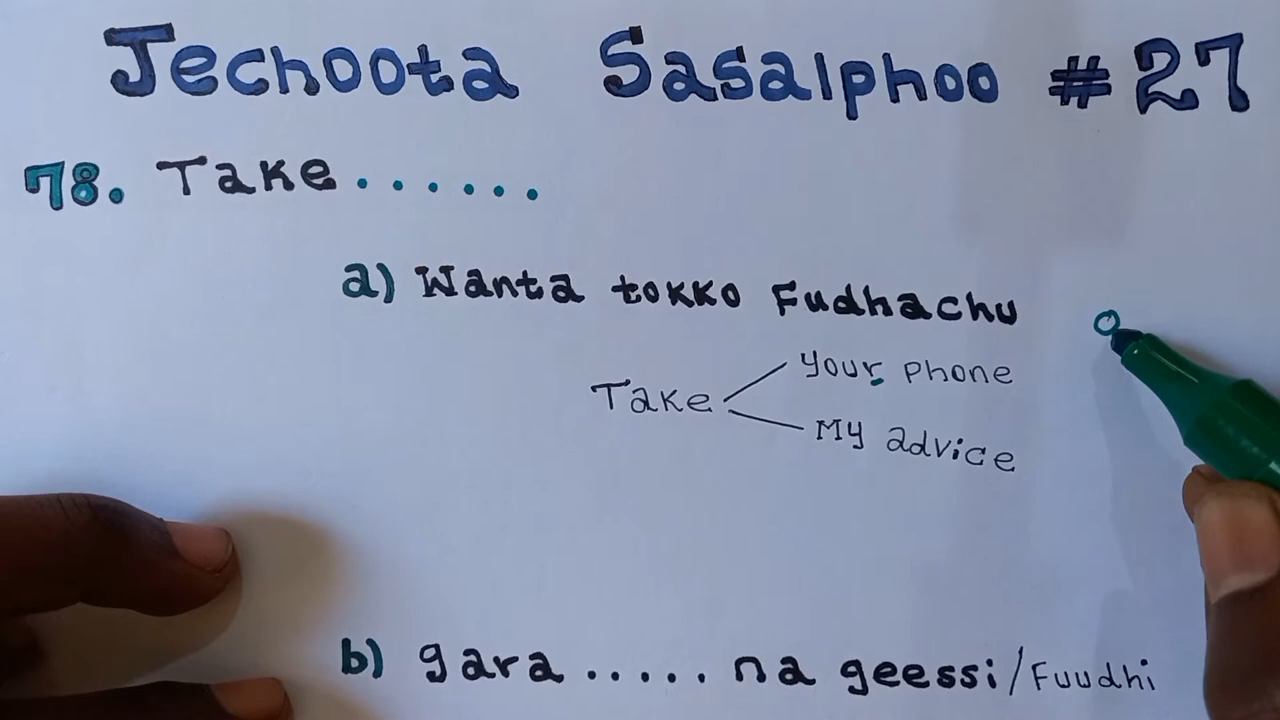 Jechoota Sasalphoo #27
78. Take.......
a) Wanta tokko Fudhachu
Take
your phone
My advice
b) gara ..... na geessi/Fuudhi